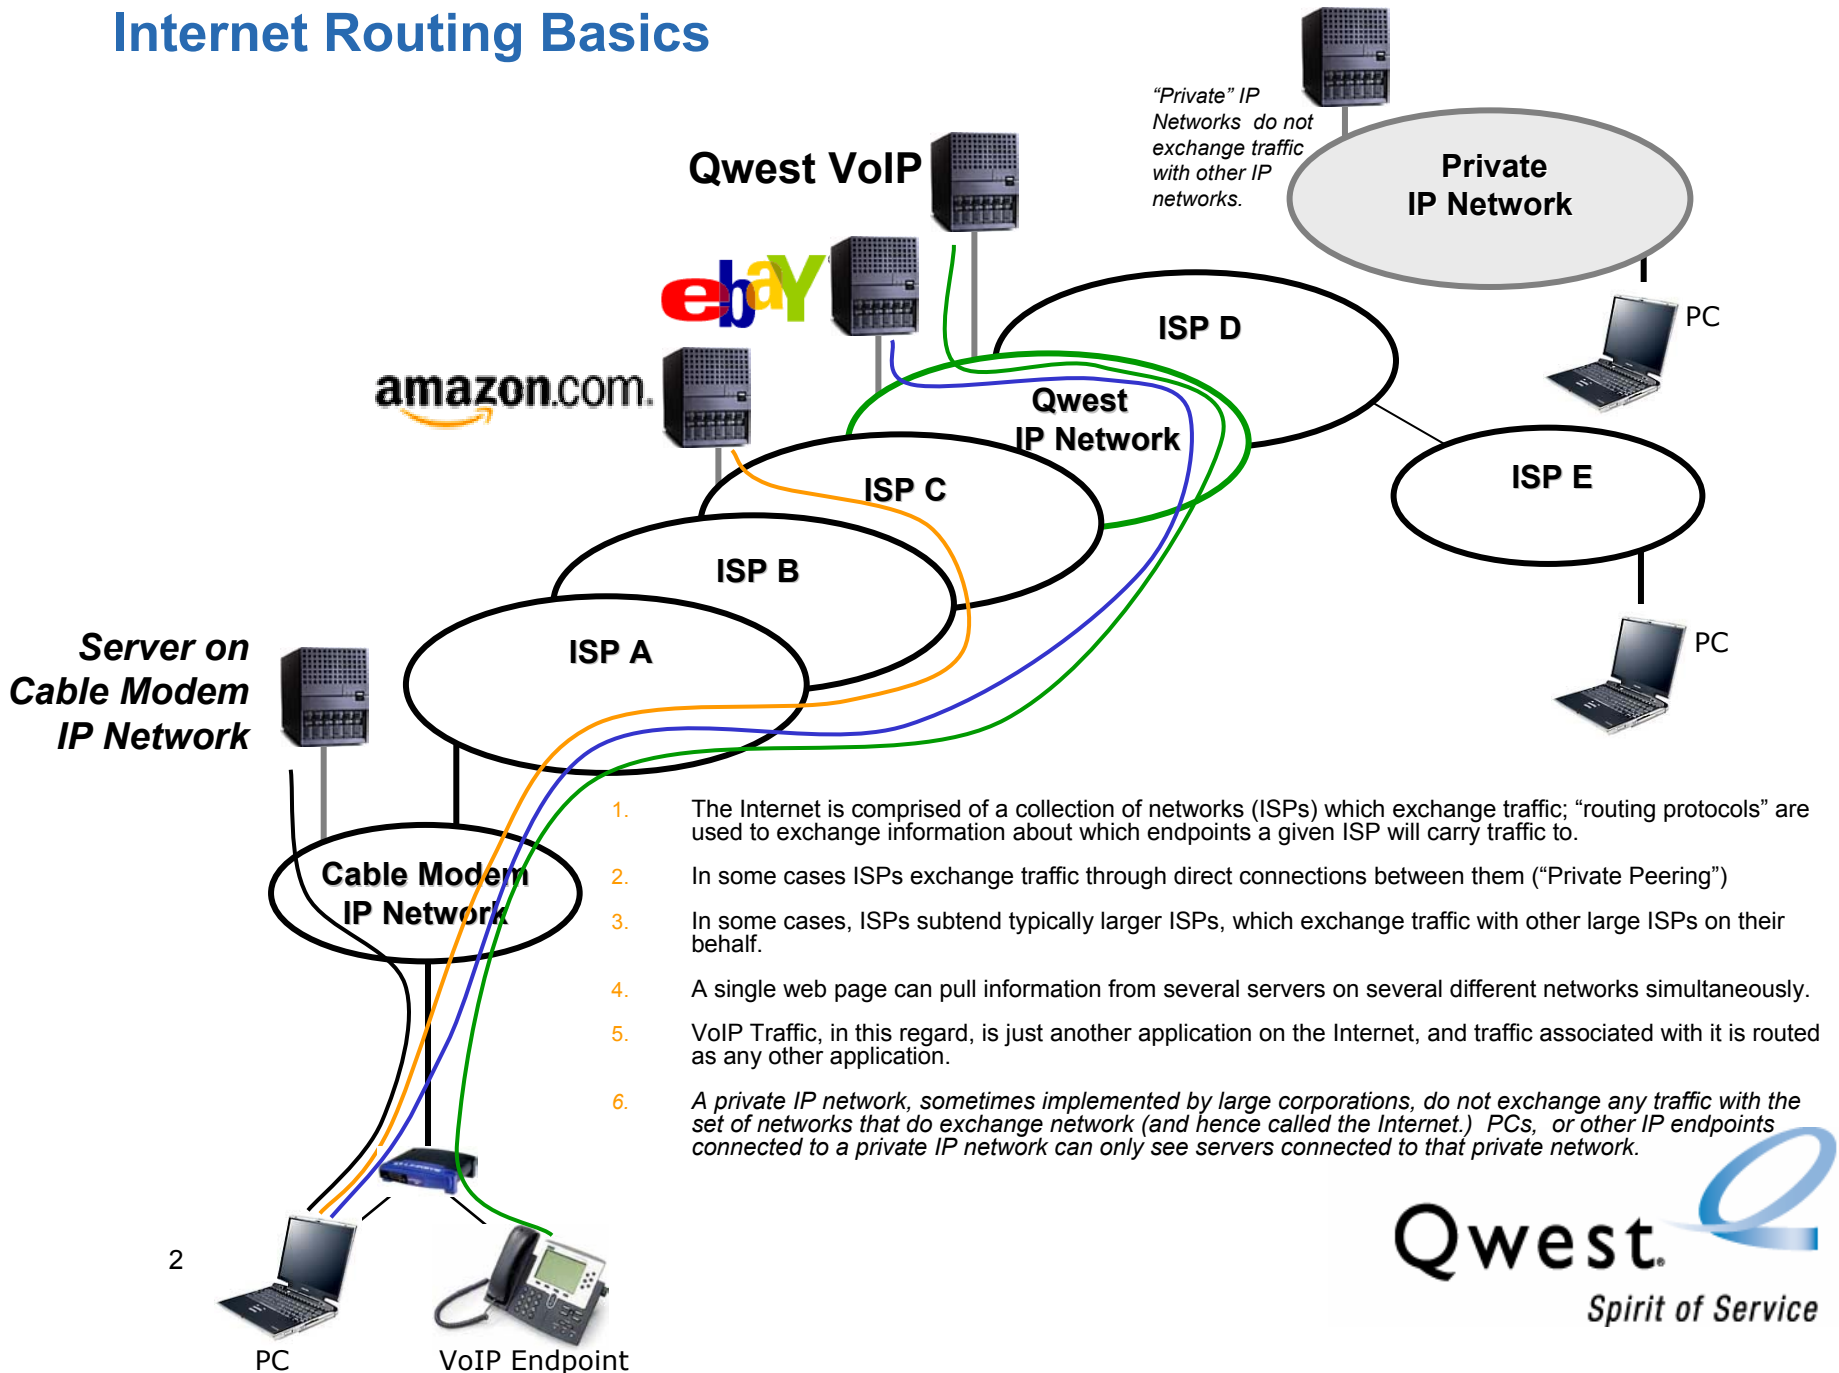 Internet Routing Basics
“Private” IP
Networks do not
exchange traffic
with other IP
networks.
Private
IP Network
Qwest VoIP
ebaY
amazon.com.
PC
ISP D
Qwest
IP Network
ISP C
ISP E
ISP B
ISP A
PC
Server on
Cable Modem
IP Network
Cable Modem
IP Network
1. The Internet is comprised of a collection of networks (ISPs) which exchange traffic; “routing protocols” are
used to exchange information about which endpoints a given ISP will carry traffic to.
2. In some cases ISPs exchange traffic through direct connections between them (“Private Peering”)
3. In some cases, ISPs subtend typically larger ISPs, which exchange traffic with other large ISPs on their
behalf.
4. A single web page can pull information from several servers on several different networks simultaneously.
5. VoIP Traffic, in this regard, is just another application on the Internet, and traffic associated with it is routed
as any other application.
6. A private IP network, sometimes implemented by large corporations, do not exchange any traffic with the
set of networks that do exchange network (and hence called the Internet.) PCs, or other IP endpoints
connected to a private IP network can only see servers connected to that private network.
Qwest.
Spirit of Service
2
PC
VoIP Endpoint